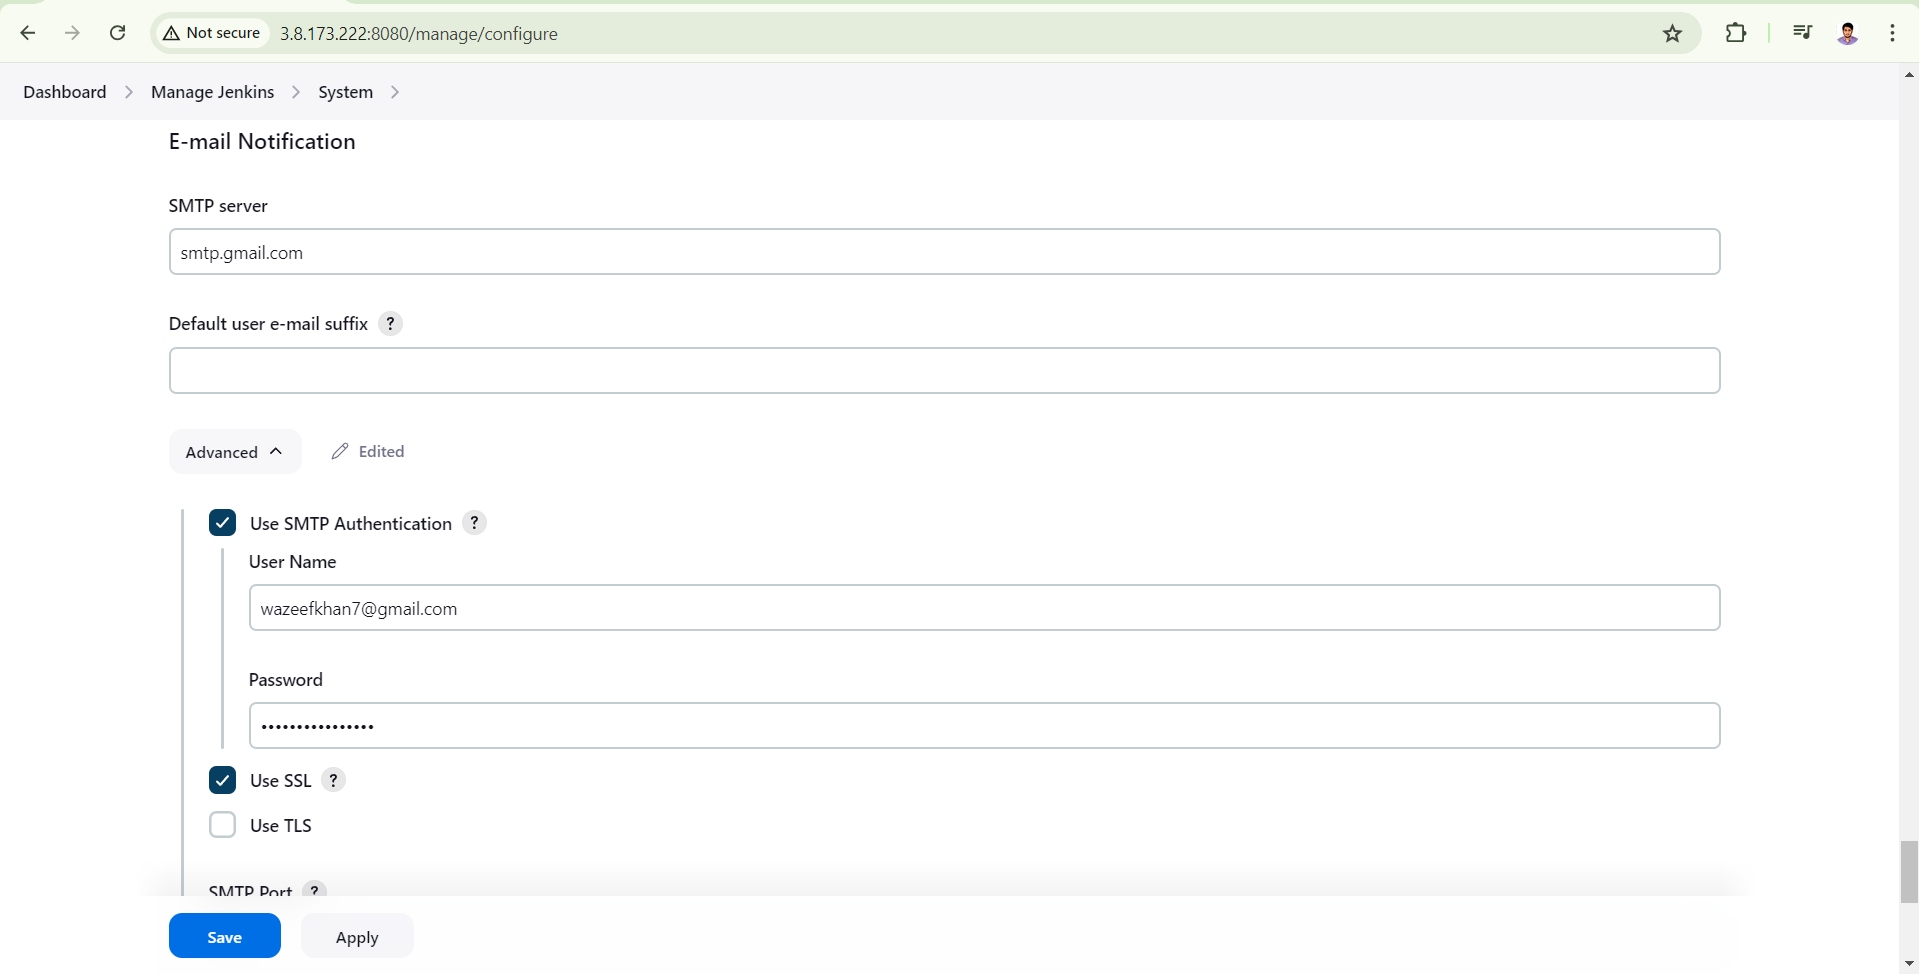 Not secure 3.8.173.222:8080/manage/configure
Dashboard Manage Jenkins System
E-mail Notification
SMTP server
smtp.gmail.com
Default user e-mail suffix ?
Advanced Edited
Use SMTP Authentication ?
User Name
wazeefkhan7@gmail.com
Password
••••••••••••••••
Use SSL ?
Use TLS
SMTP Port ?
Save Apply